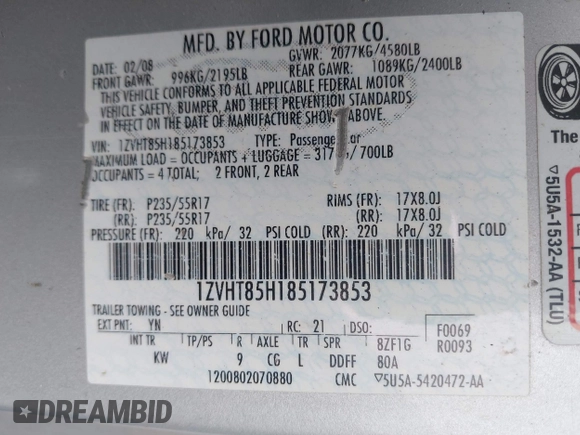 MFD. BY FORD MOTOR CO.
DATE: 02/08 GVWR: 2077KG/4580LB
FRONT GAWR: 996KG/2195LB REAR GAWR: 1089KG/2400LB
THIS VEHICLE CONFORMS TO ALL APPLICABLE FEDERAL MOTOR
VEHICLE SAFETY, BUMPER, AND THEFT PREVENTION STANDARDS
IN EFFECT ON THE DATE OF MANUFACTURE SHOWN ABOVE.
VIN: 1ZVHT85H185173853 TYPE: Passenger Car
MAXIMUM LOAD = OCCUPANTS + LUGGAGE = 317 /700LB
OCCUPANTS = 4 TOTAL: 2 FRONT, 2 REAR
TIRE (FR): P235/55R17 RIMS (FR): 17X8.0J
(RR): P235/55R17 (RR): 17X8.0J
PRESSURE (FR): 220 kPa/ 32 PSI COLD (RR): 220 kPa/ 32 PSI COLD
1ZVHT85H185173853
TRAILER TOWING - SEE OWNER GUIDE
EXT PNT: YN RC: 21 DSO: F0069
INT TR TP/PS R AXLE TR SPR 8ZF1G R0093
KW 9 CG L DDFF 80A
1200802070880 CMC ▽5U5A-5420472-AA
The
▽5U5A-1532-AA (TLU)
DREAMBID